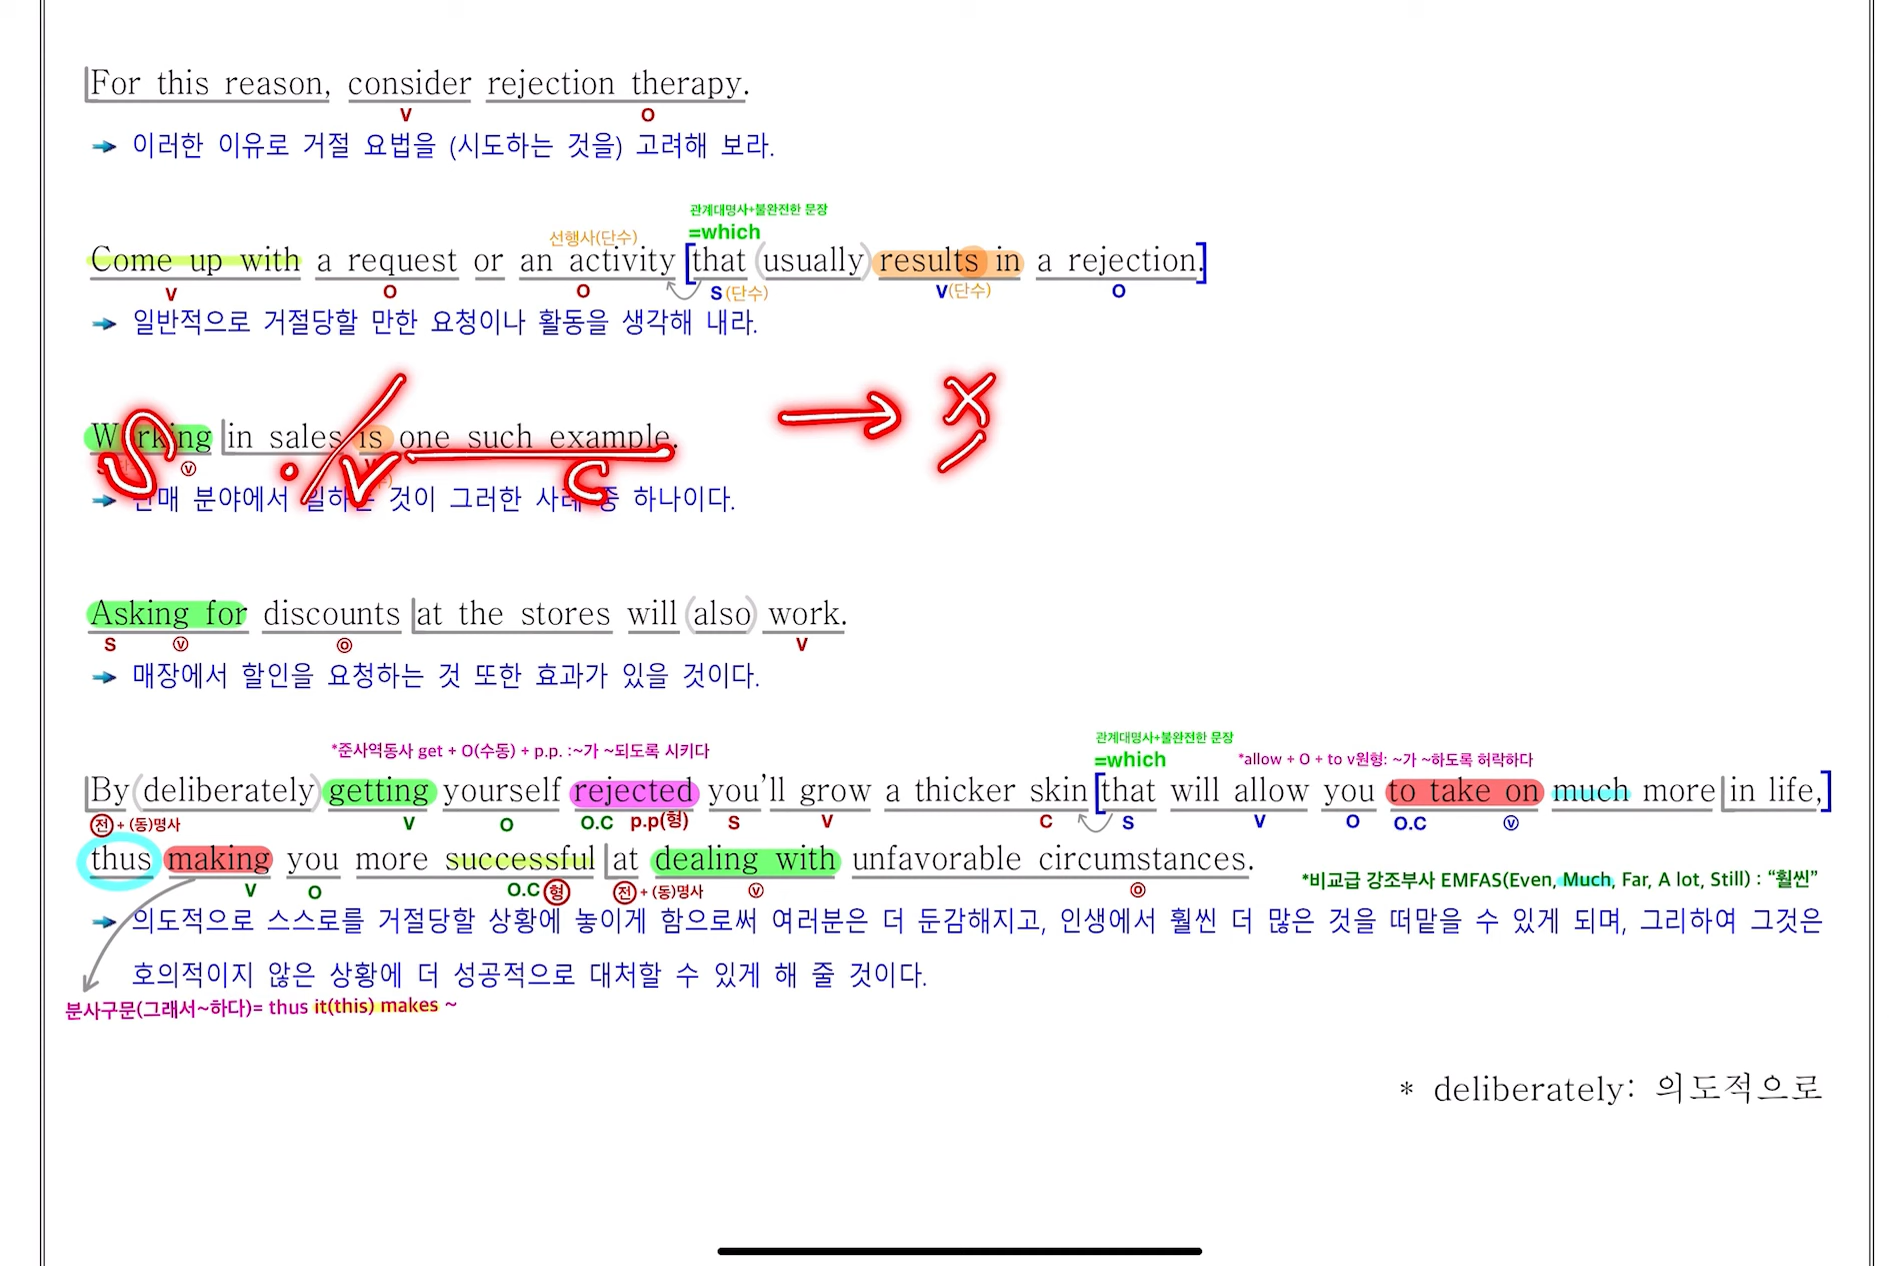 For this reason, consider rejection therapy.
V O
이러한 이유로 거절 요법을 (시도하는 것을) 고려해 보라.
관계대명사+불완전한 문장
선행사(단수) =which
Come up with a request or an activity [that (usually) results in a rejection.]
V O O S(단수) V(단수) O
일반적으로 거절당할 만한 요청이나 활동을 생각해 내라.
Working in sales is one such example. → X
S ⓥ V C
판매 분야에서 일하는 것이 그러한 사례 중 하나이다.
Asking for discounts at the stores will (also) work.
S ⓥ ⓞ V
매장에서 할인을 요청하는 것 또한 효과가 있을 것이다.
관계대명사+불완전한 문장
*준사역동사 get + O(수동) + p.p. :~가 ~되도록 시키다 =which *allow + O + to v원형: ~가 ~하도록 허락하다
By (deliberately) getting yourself rejected you'll grow a thicker skin [that will allow you to take on much more in life,]
전 + (동)명사 V O O.C p.p(형) S V C S V O O.C ⓥ
thus making you more successful at dealing with unfavorable circumstances.
V O O.C 형 전 + (동)명사 ⓥ ⓞ *비교급 강조부사 EMFAS(Even, Much, Far, A lot, Still) : “훨씬”
의도적으로 스스로를 거절당할 상황에 놓이게 함으로써 여러분은 더 둔감해지고, 인생에서 훨씬 더 많은 것을 떠맡을 수 있게 되며, 그리하여 그것은
호의적이지 않은 상황에 더 성공적으로 대처할 수 있게 해 줄 것이다.
분사구문(그래서~하다)= thus it(this) makes ~
* deliberately: 의도적으로